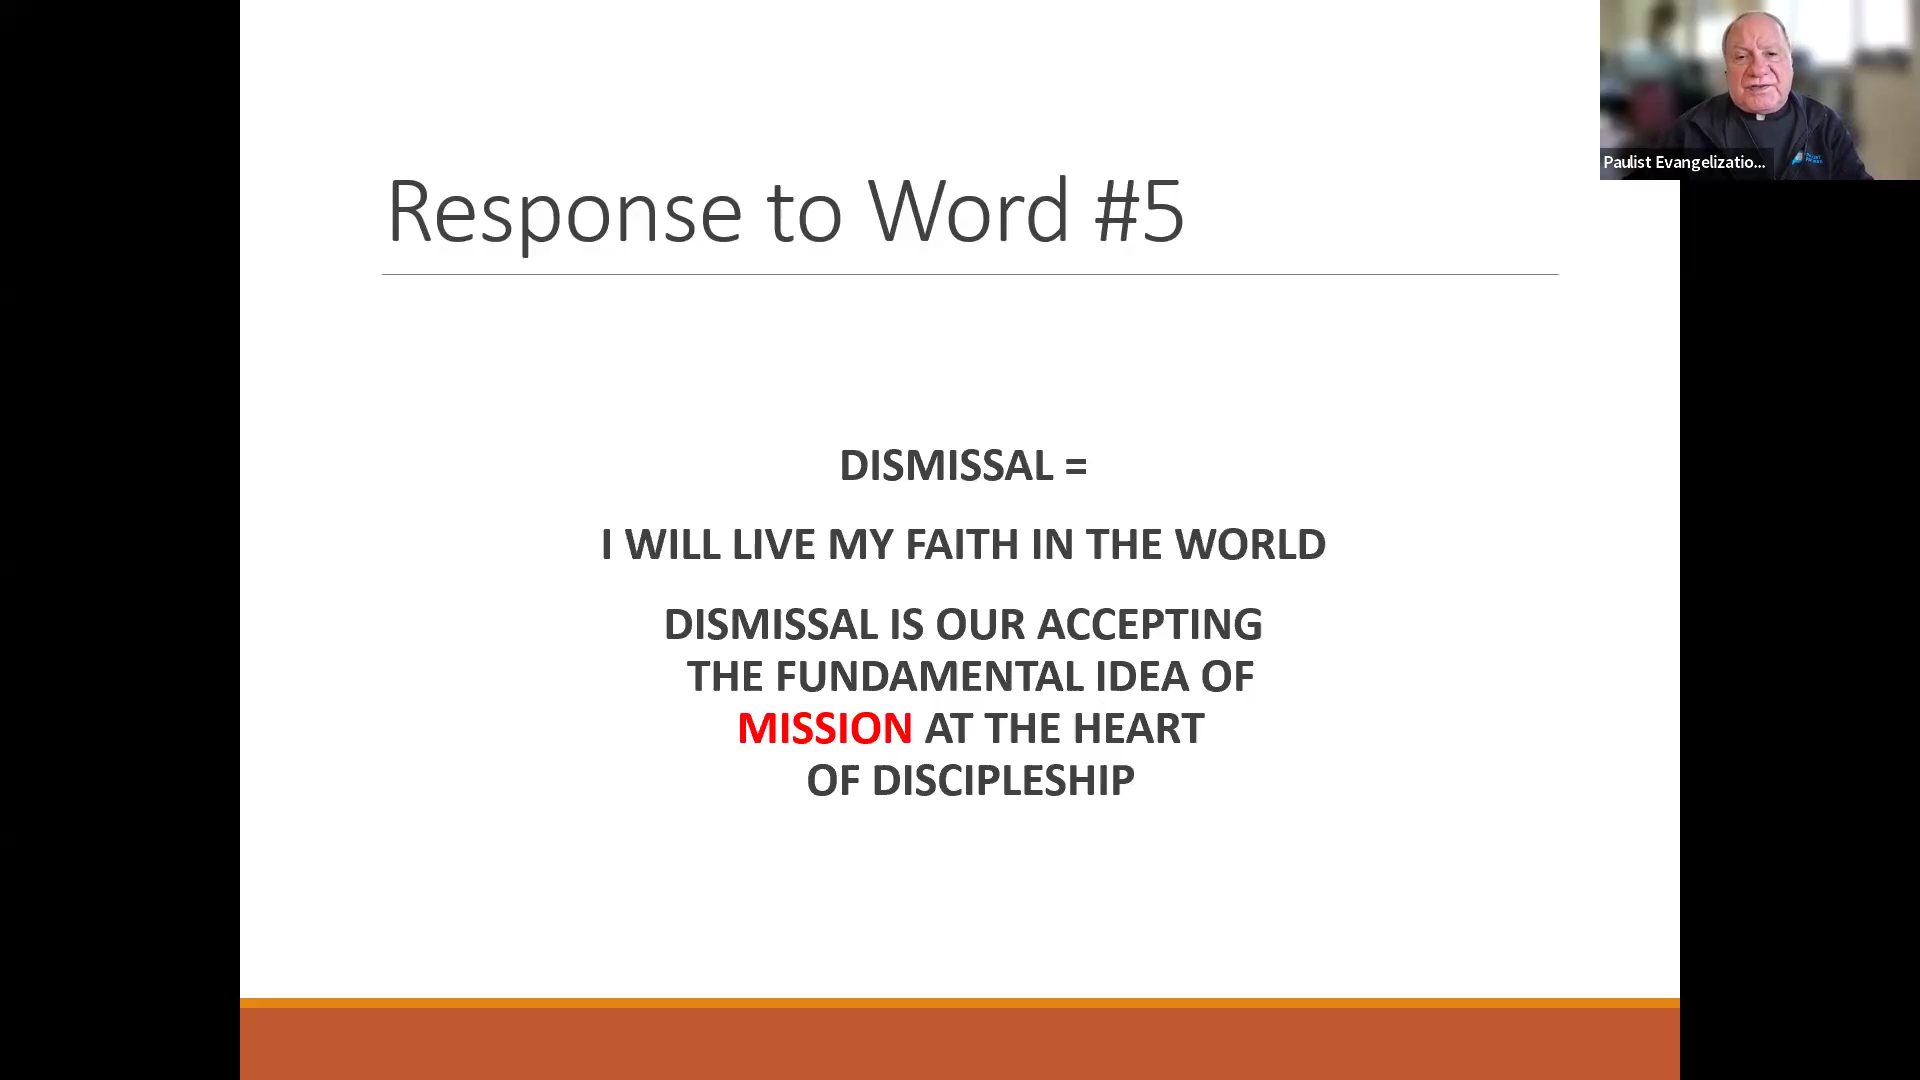 Response to Word #5
DISMISSAL =
I WILL LIVE MY FAITH IN THE WORLD
DISMISSAL IS OUR ACCEPTING
THE FUNDAMENTAL IDEA OF
MISSION AT THE HEART
OF DISCIPLESHIP
Paulist Evangelizatio...